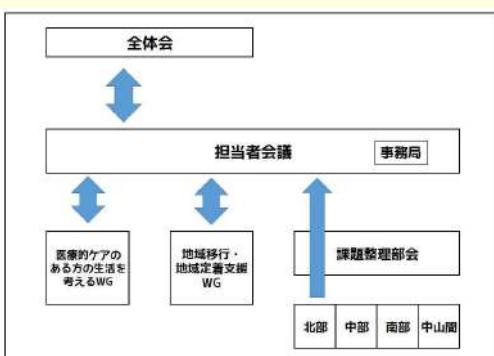 全体会
担当者会議
事務局
医療的ケアの
ある方の生活を
考えるWG
地域移行・
地域定着支援
WG
課題整理部会
北部
中部
南部
中山間